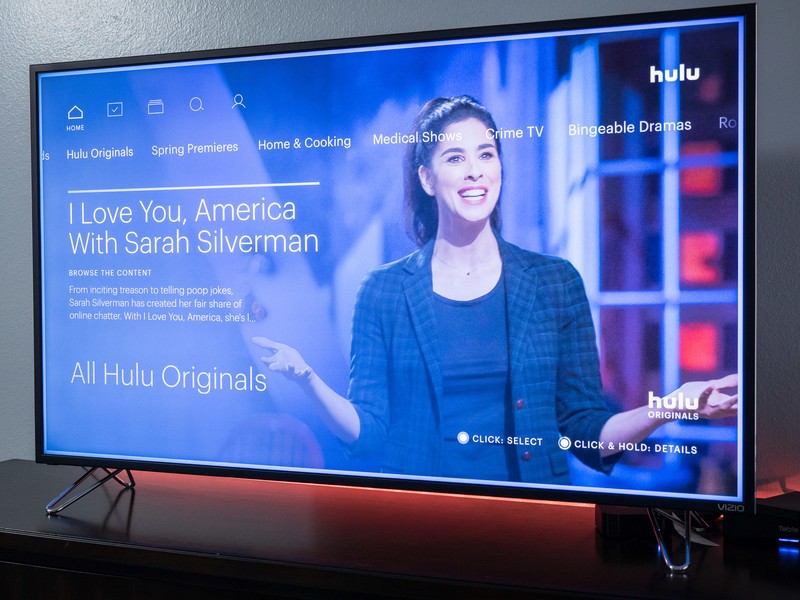 hulu
HOME
ds Hulu Originals Spring Premieres Home & Cooking Medical Shows Crime TV Bingeable Dramas Ro
I Love You, America
With Sarah Silverman
BROWSE THE CONTENT
From inciting treason to telling poop jokes,
Sarah Silverman has created her fair share of
online chatter. With I Love You, America, she's l...
All Hulu Originals
hulu
ORIGINALS
CLICK: SELECT CLICK & HOLD: DETAILS
VIZIO